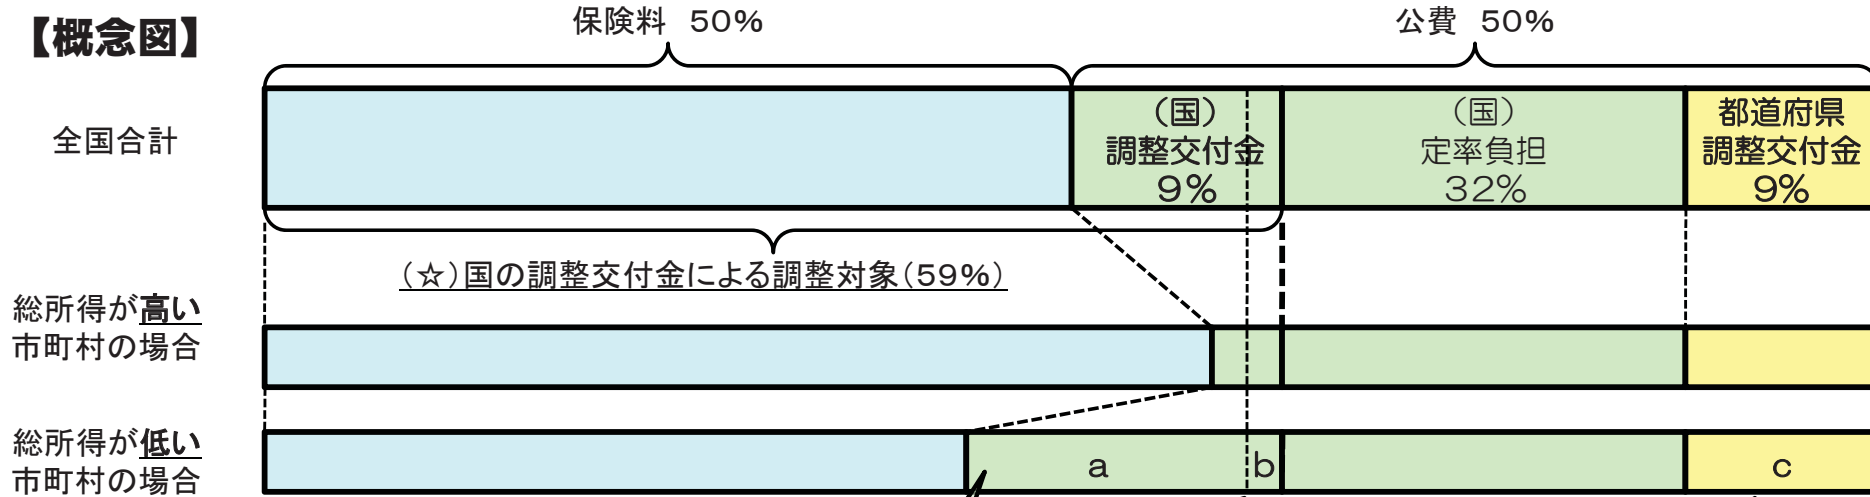 【概念図】
保険料 50%
公費 50%
全国合計
(国)
調整交付金
9%
(国)
定率負担
32%
都道府県
調整交付金
9%
(☆)国の調整交付金による調整対象(59%)
総所得が高い
市町村の場合
総所得が低い
市町村の場合
a
b
c